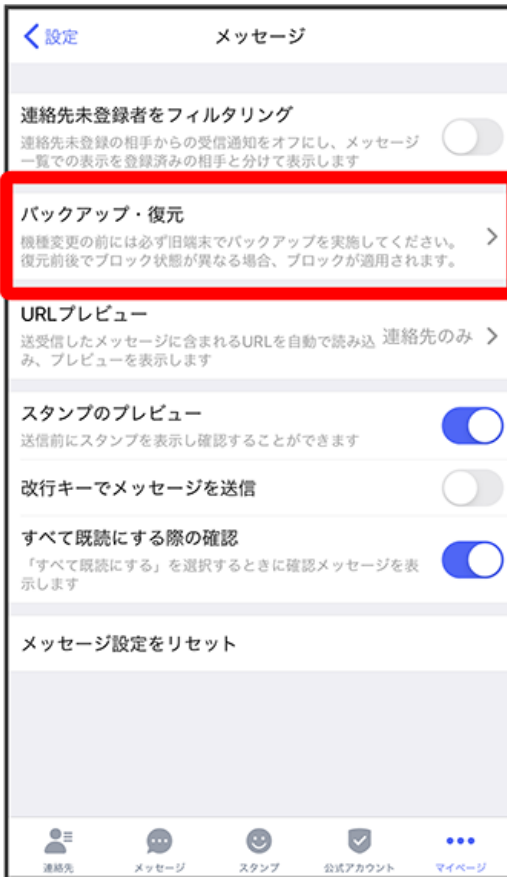 設定 メッセージ
連絡先未登録者をフィルタリング
連絡先未登録の相手からの受信通知をオフにし、メッセージ
一覧での表示を登録済みの相手と分けて表示します
バックアップ・復元
機種変更の前には必ず旧端末でバックアップを実施してください。
復元前後でブロック状態が異なる場合、ブロックが適用されます。
URLプレビュー
送受信したメッセージに含まれるURLを自動で読み込 連絡先のみ
み、プレビューを表示します
スタンプのプレビュー
送信前にスタンプを表示し確認することができます
改行キーでメッセージを送信
すべて既読にする際の確認
「すべて既読にする」を選択するときに確認メッセージを表
示します
メッセージ設定をリセット
連絡先 メッセージ スタンプ 公式アカウント マイページ